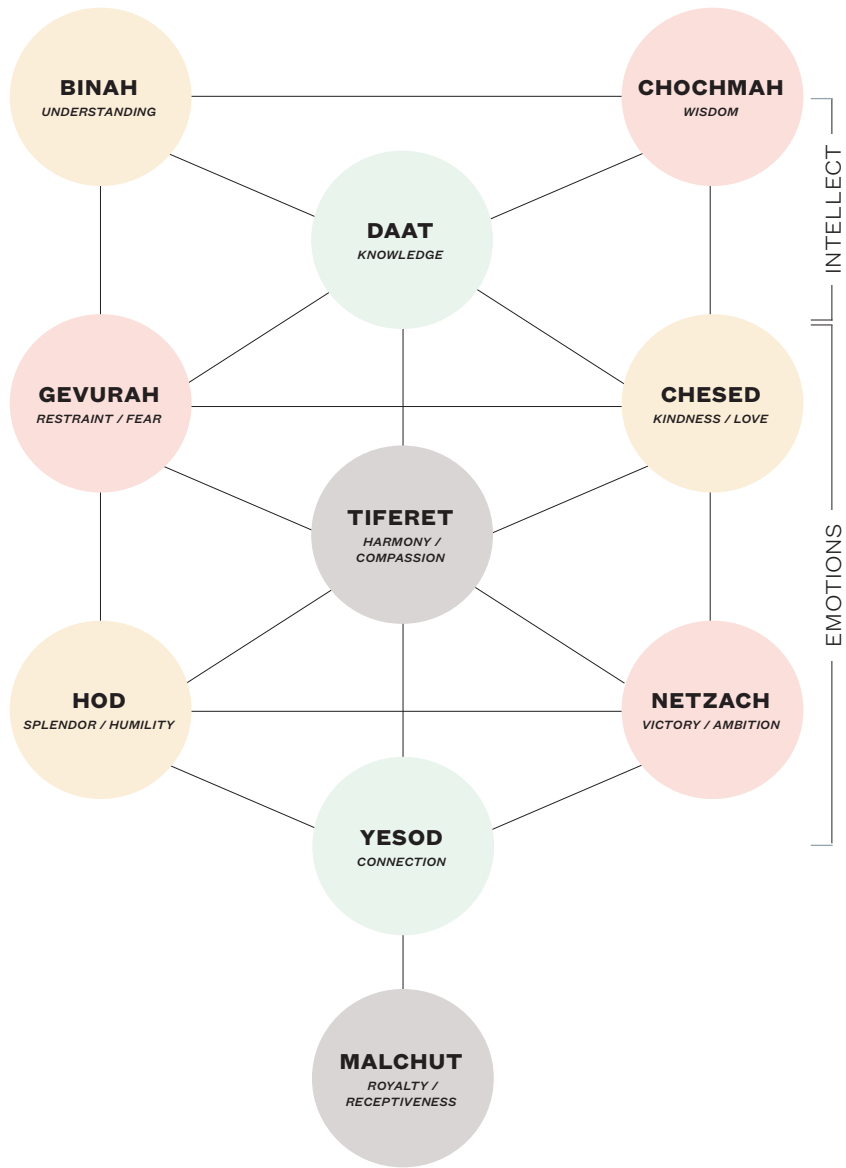 BINAH
UNDERSTANDING
CHOCHMAH
WISDOM
DAAT
KNOWLEDGE
INTELLECT
GEVURAH
RESTRAINT / FEAR
CHESED
KINDNESS / LOVE
TIFERET
HARMONY /
COMPASSION
EMOTIONS
HOD
SPLENDOR / HUMILITY
NETZACH
VICTORY / AMBITION
YESOD
CONNECTION
MALCHUT
ROYALTY /
RECEPTIVENESS